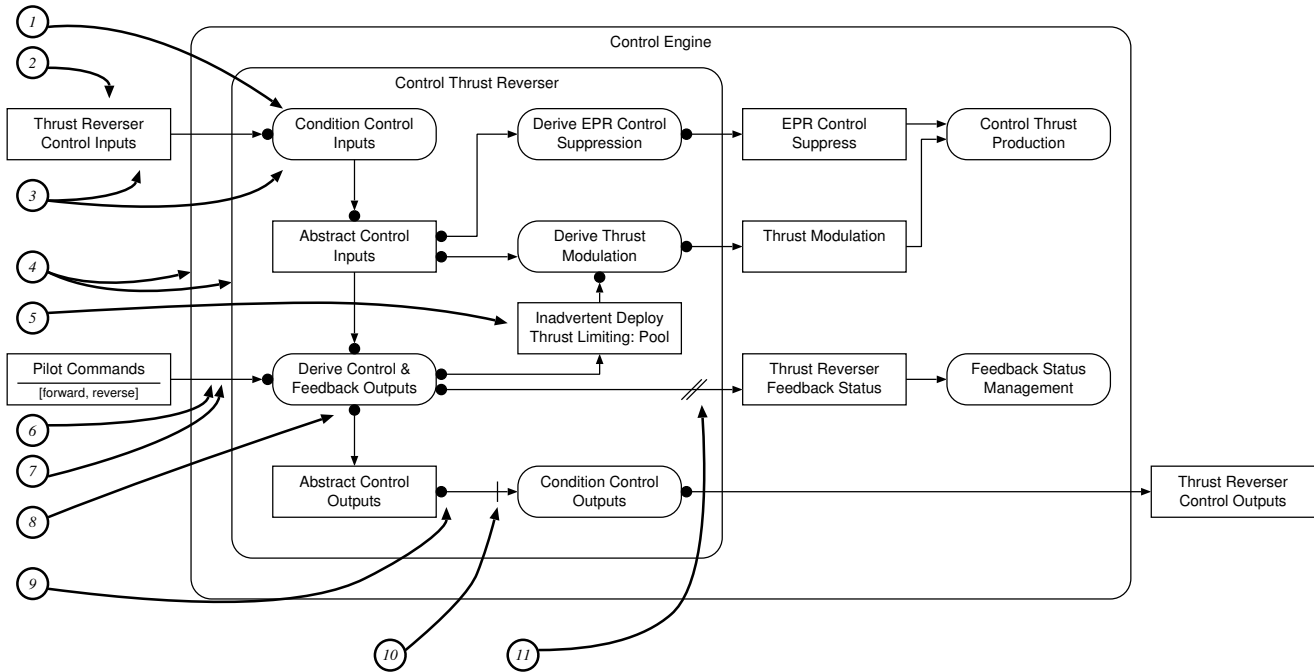 1
Control Engine
2
Control Thrust Reverser
Thrust Reverser
Control Inputs
Condition Control
Inputs
Derive EPR Control
Suppression
EPR Control
Suppress
Control Thrust
Production
3
Abstract Control
Inputs
Derive Thrust
Modulation
Thrust Modulation
4
5
Inadvertent Deploy
Thrust Limiting: Pool
Pilot Commands
[forward, reverse]
Derive Control &
Feedback Outputs
Thrust Reverser
Feedback Status
Feedback Status
Management
6
7
Abstract Control
Outputs
Condition Control
Outputs
Thrust Reverser
Control Outputs
8
9
10
11